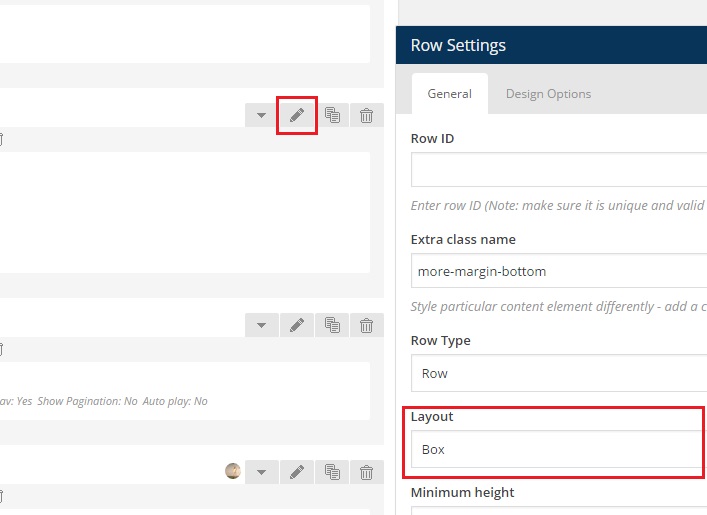 Row Settings
General Design Options
Row ID
Enter row ID (Note: make sure it is unique and valid
Extra class name
more-margin-bottom
Style particular content element differently - add a c
Row Type
Row
av: Yes Show Pagination: No Auto play: No
Layout
Box
Minimum height